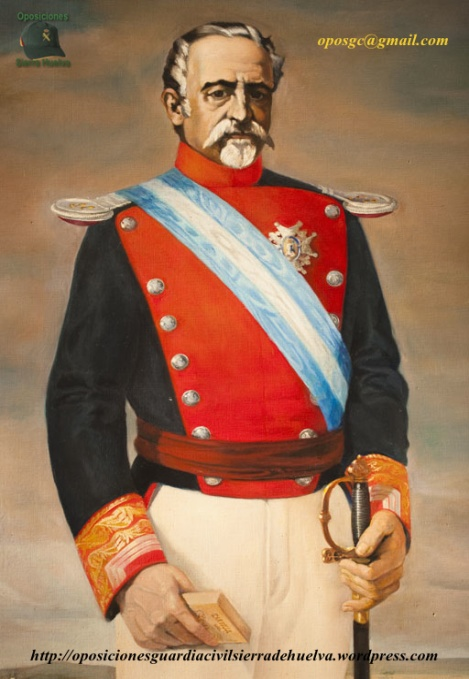 Oposiciones
Sierra Huelva
oposgc@gmail.com
http://oposicionesguardiacivilsierradehuelva.wordpress.com